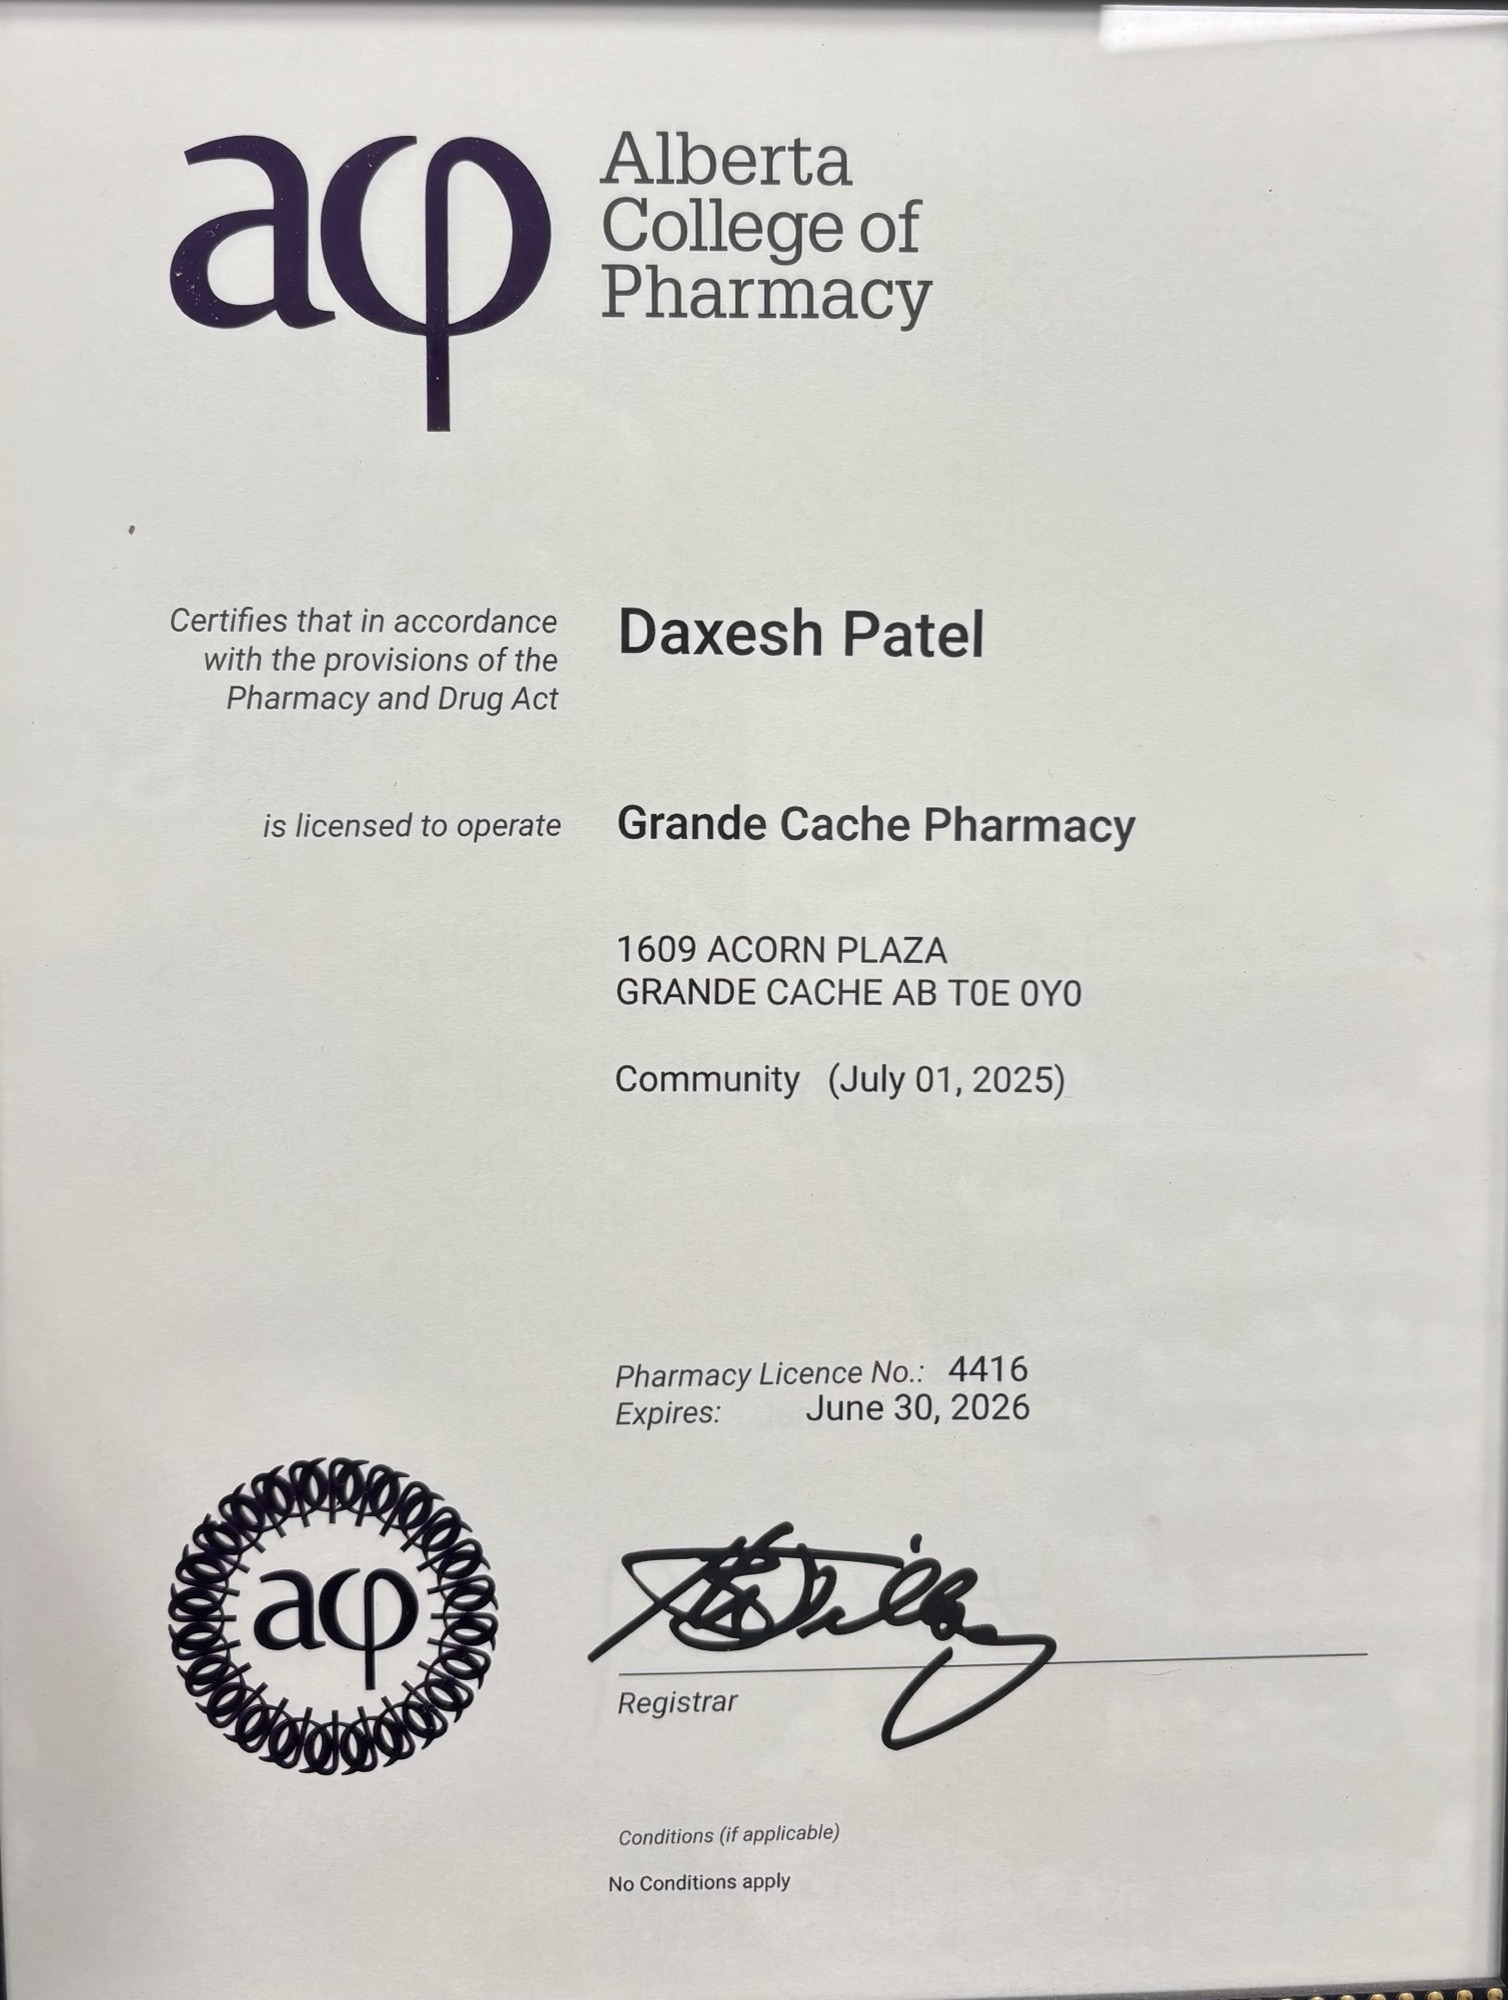 acp
Alberta
College of
Pharmacy
Certifies that in accordance
with the provisions of the
Pharmacy and Drug Act
Daxesh Patel
is licensed to operate
Grande Cache Pharmacy
1609 ACORN PLAZA
GRANDE CACHE AB T0E 0Y0
Community (July 01, 2025)
Pharmacy Licence No.: 4416
Expires: June 30, 2026
acp
Registrar
Conditions (if applicable)
No Conditions apply